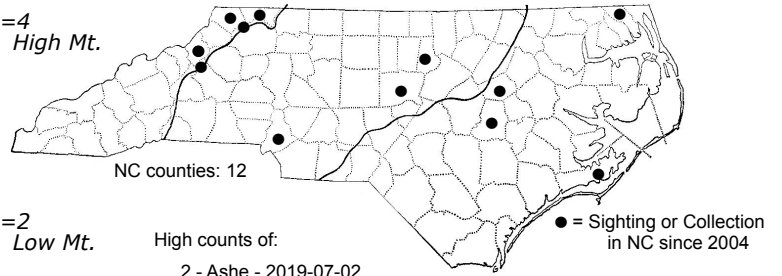 =4
High Mt.
NC counties: 12
=2
Low Mt.
High counts of:
2 - Ashe - 2019-07-02
● = Sighting or Collection
in NC since 2004